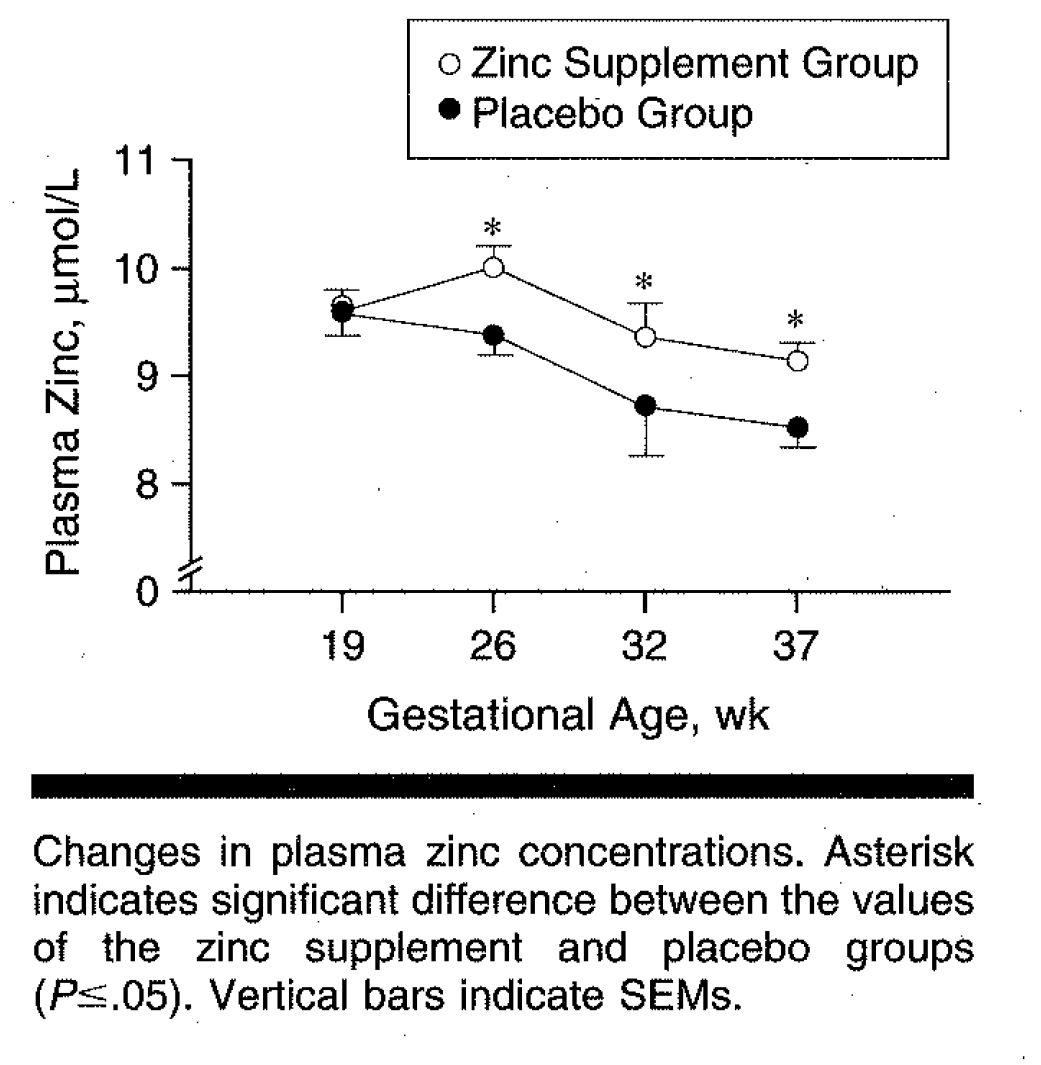 Zinc Supplement Group
Placebo Group
Plasma Zinc, µmol/L
11
10
9
8
0
*
*
*
19 26 32 37
Gestational Age, wk
Changes in plasma zinc concentrations. Asterisk
indicates significant difference between the values
of the zinc supplement and placebo groups
(P≤.05). Vertical bars indicate SEMs.